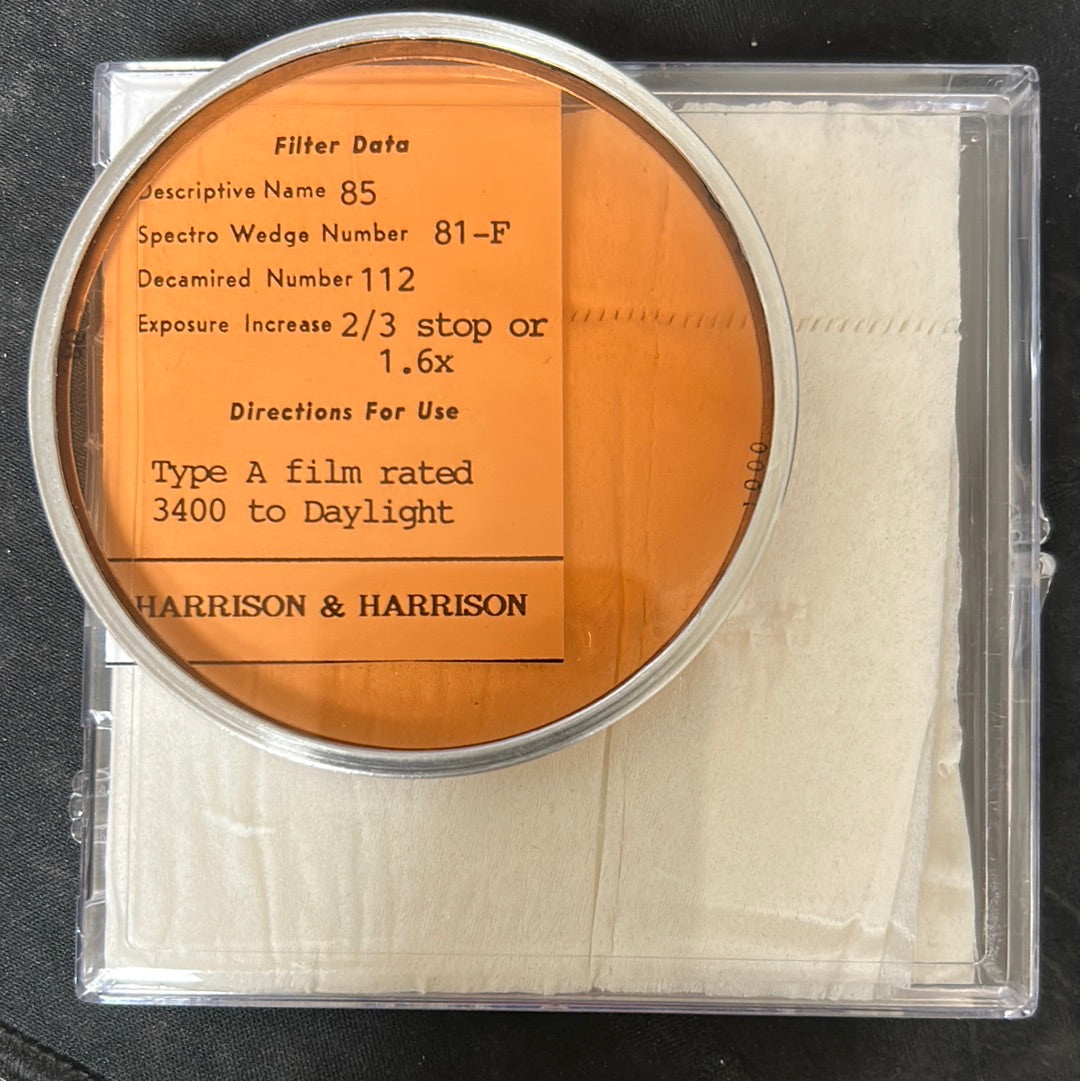 Filter Data
Descriptive Name 85
Spectro Wedge Number 81-F
Decamired Number 112
Exposure Increase 2/3 stop or
1.6x
Directions For Use
Type A film rated
3400 to Daylight
HARRISON & HARRISON
1000